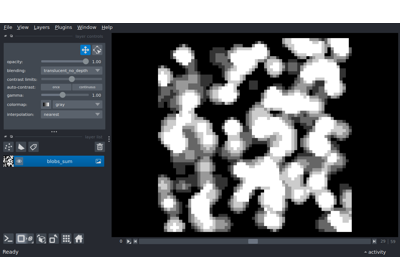 File View Layers Plugins Window Help
opacity: 1.00
blending: translucent_no_depth
contrast limits:
auto-contrast: once continuous
gamma: 1.00
colormap: gray
interpolation: nearest
blobs_sum
Ready
activity